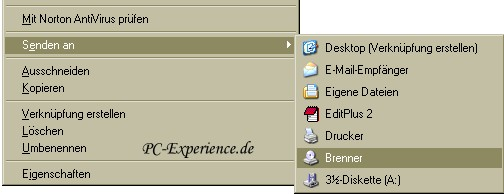 Mit Norton AntiVirus prüfen
Senden an
Ausschneiden
Kopieren
Verknüpfung erstellen
Löschen
Umbenennen
PC-Experience.de
Eigenschaften
Desktop (Verknüpfung erstellen)
E-Mail-Empfänger
Eigene Dateien
EditPlus 2
Drucker
Brenner
3½-Diskette (A:)